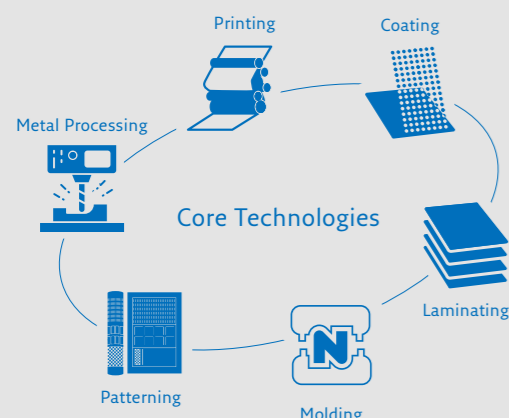 Printing
Coating
Metal Processing
Core Technologies
Laminating
N
Patterning
Molding